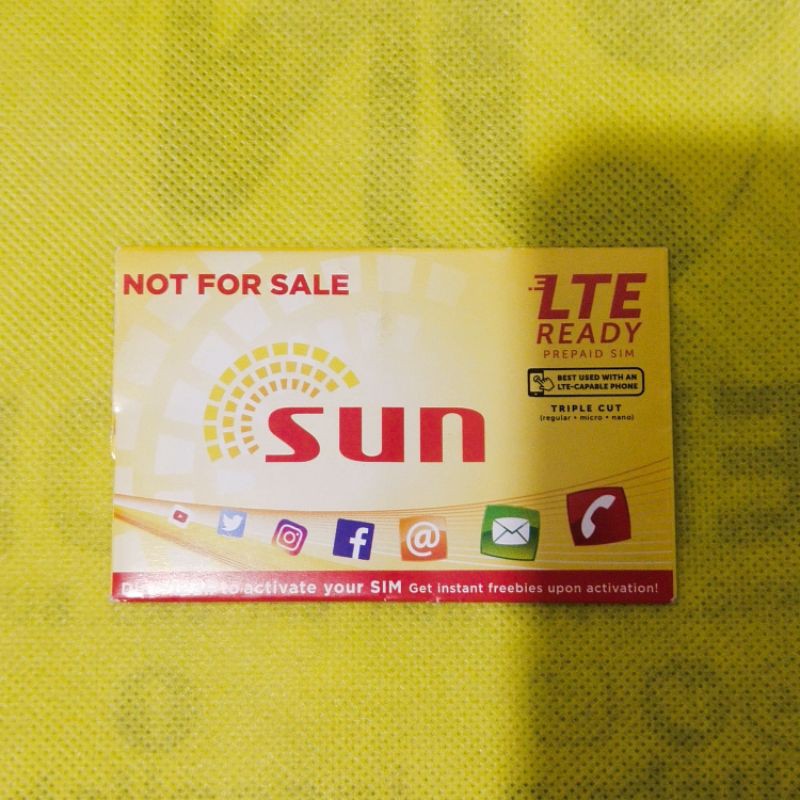 NOT FOR SALE
LTE
READY
PREPAID SIM
BEST USED WITH AN
LTE-CAPABLE PHONE
TRIPLE CUT
(regular • micro • nano)
sun
f
@
to activate your SIM Get instant freebies upon activation!